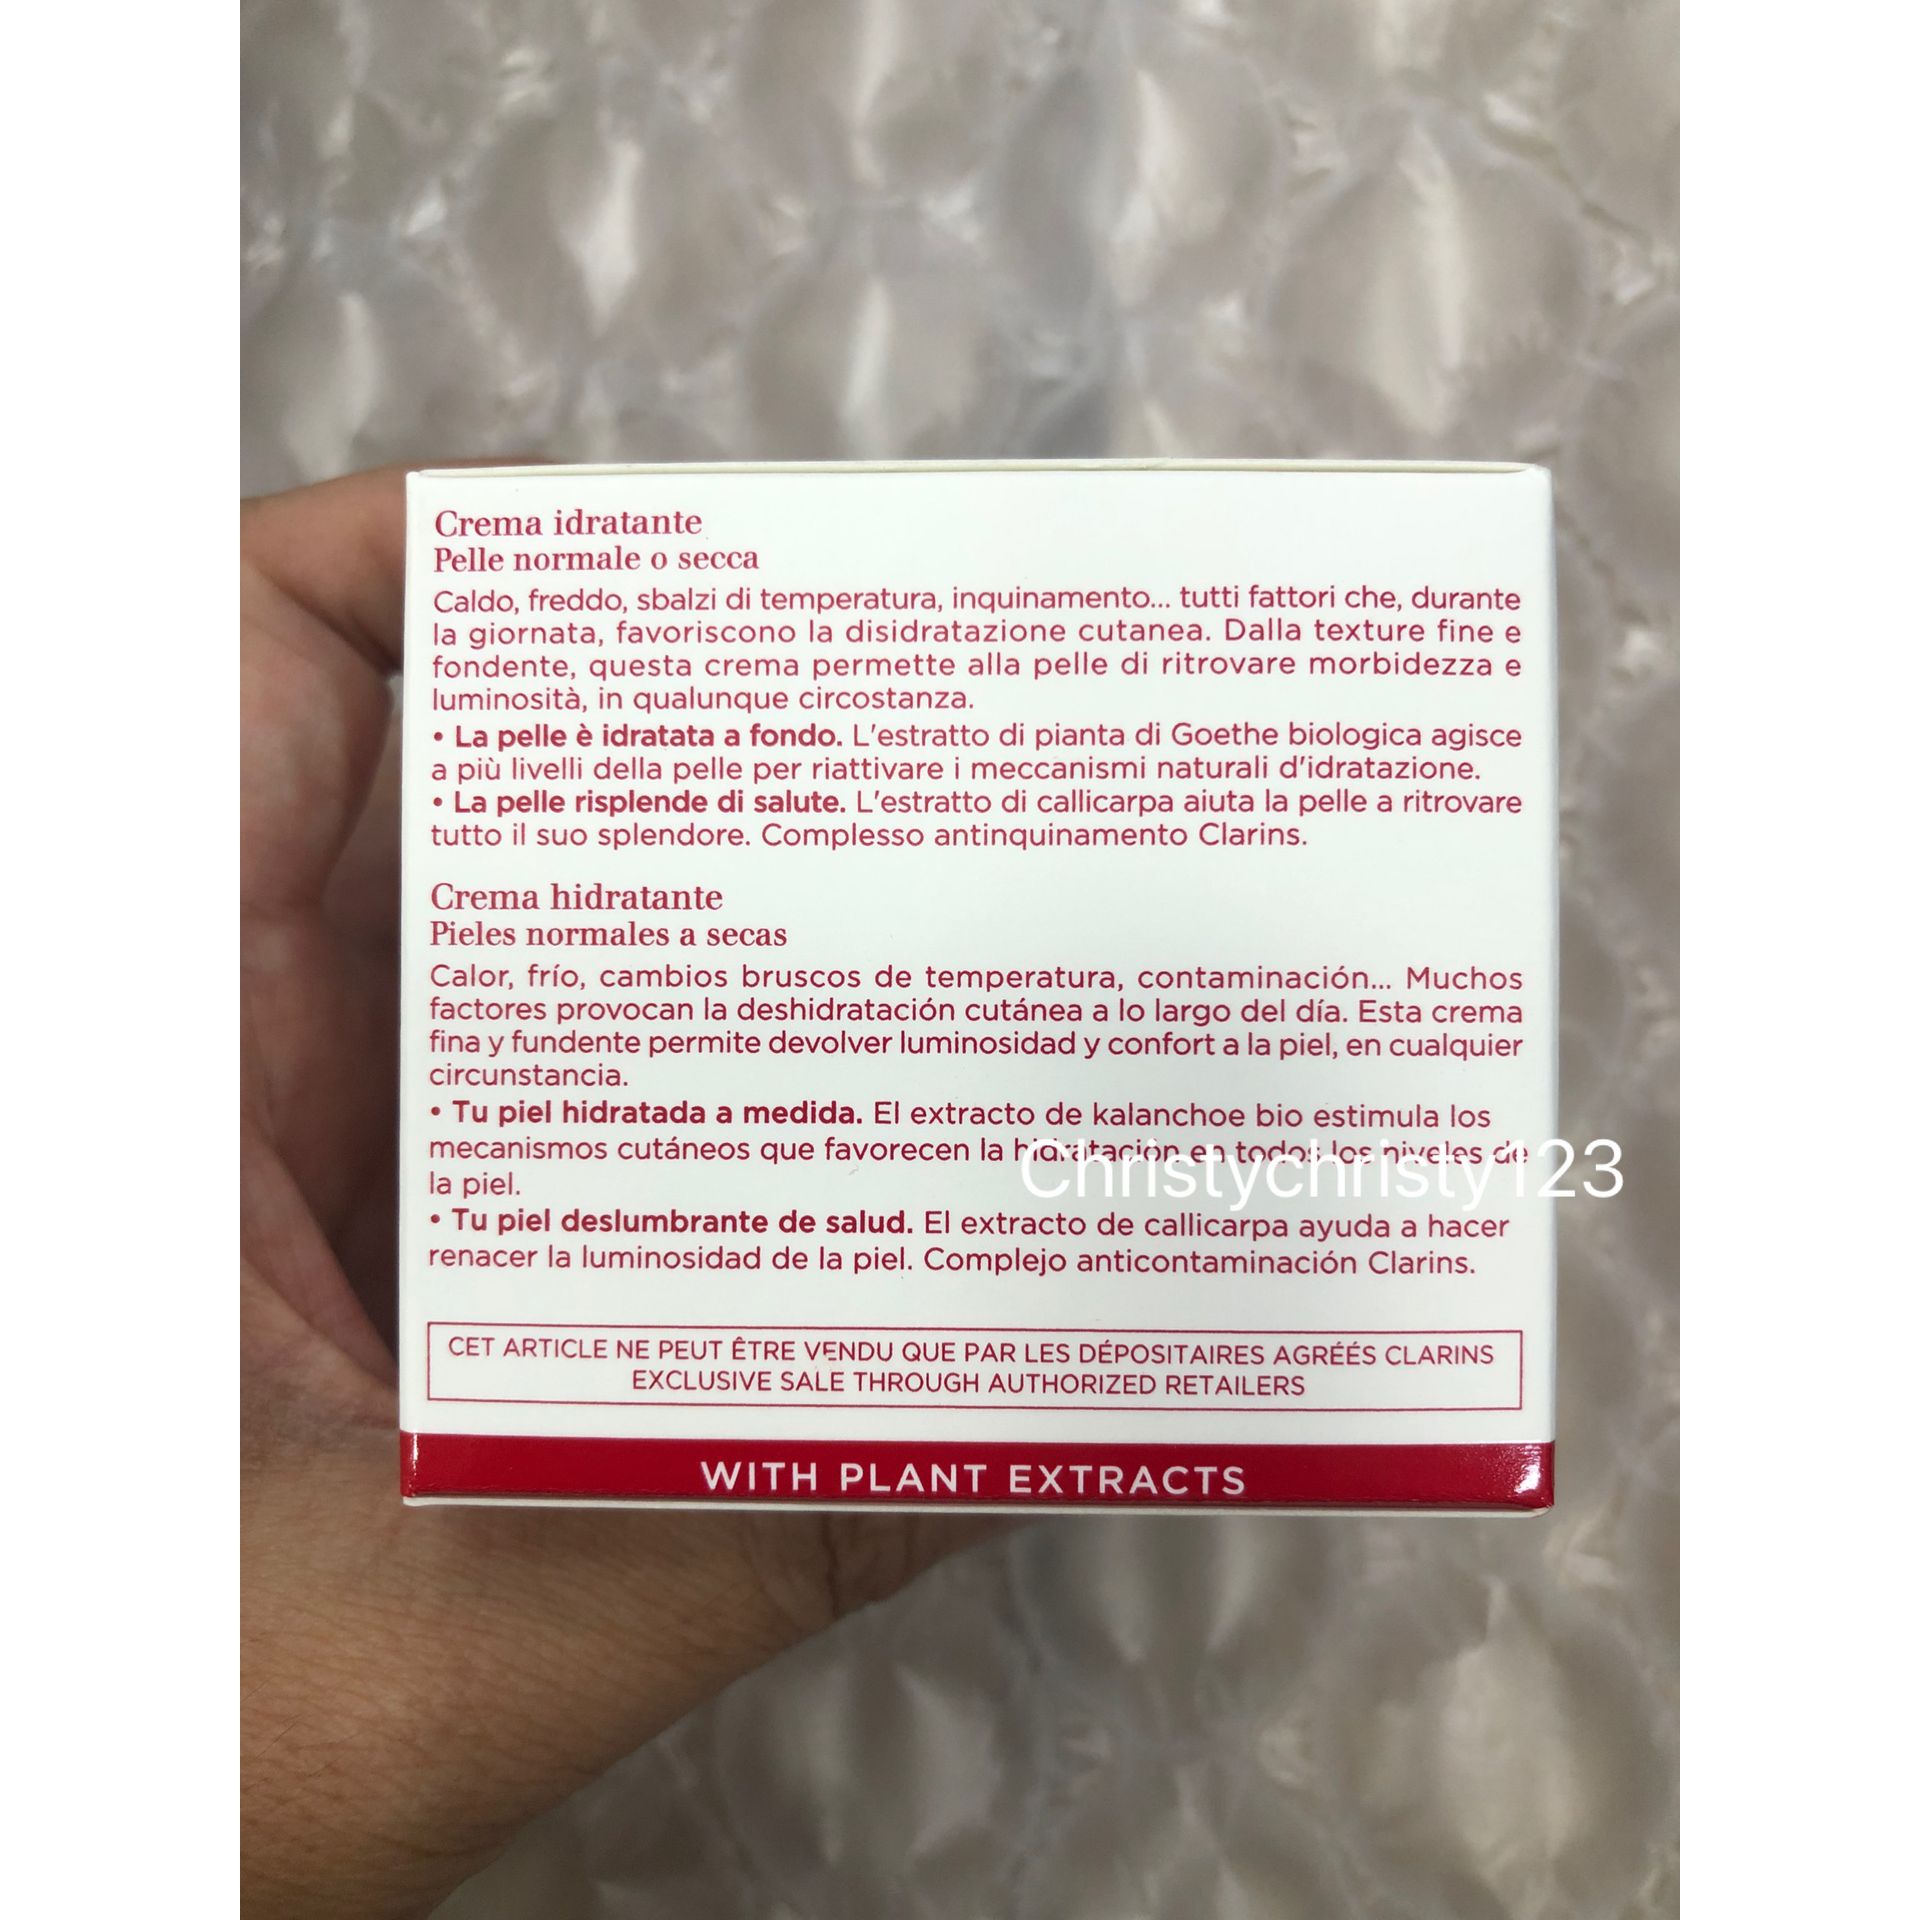 Crema idratante
Pelle normale o secca
Caldo, freddo, sbalzi di temperatura, inquinamento... tutti fattori che, durante
la giornata, favoriscono la disidratazione cutanea. Dalla texture fine e
fondente, questa crema permette alla pelle di ritrovare morbidezza e
luminosità, in qualunque circostanza.
• La pelle è idratata a fondo. L'estratto di pianta di Goethe biologica agisce
a più livelli della pelle per riattivare i meccanismi naturali d'idratazione.
• La pelle risplende di salute. L'estratto di callicarpa aiuta la pelle a ritrovare
tutto il suo splendore. Complesso antinquinamento Clarins.
Crema hidratante
Pieles normales a secas
Calor, frío, cambios bruscos de temperatura, contaminación... Muchos
factores provocan la deshidratación cutánea a lo largo del día. Esta crema
fina y fundente permite devolver luminosidad y confort a la piel, en cualquier
circunstancia.
• Tu piel hidratada a medida. El extracto de kalanchoe bio estimula los
mecanismos cutáneos que favorecen la hidratación en todos los niveles de
la piel.
Christychristy123
• Tu piel deslumbrante de salud. El extracto de callicarpa ayuda a hacer
renacer la luminosidad de la piel. Complejo anticontaminación Clarins.
CET ARTICLE NE PEUT ÊTRE VENDU QUE PAR LES DÉPOSITAIRES AGRÉÉS CLARINS
EXCLUSIVE SALE THROUGH AUTHORIZED RETAILERS
WITH PLANT EXTRACTS